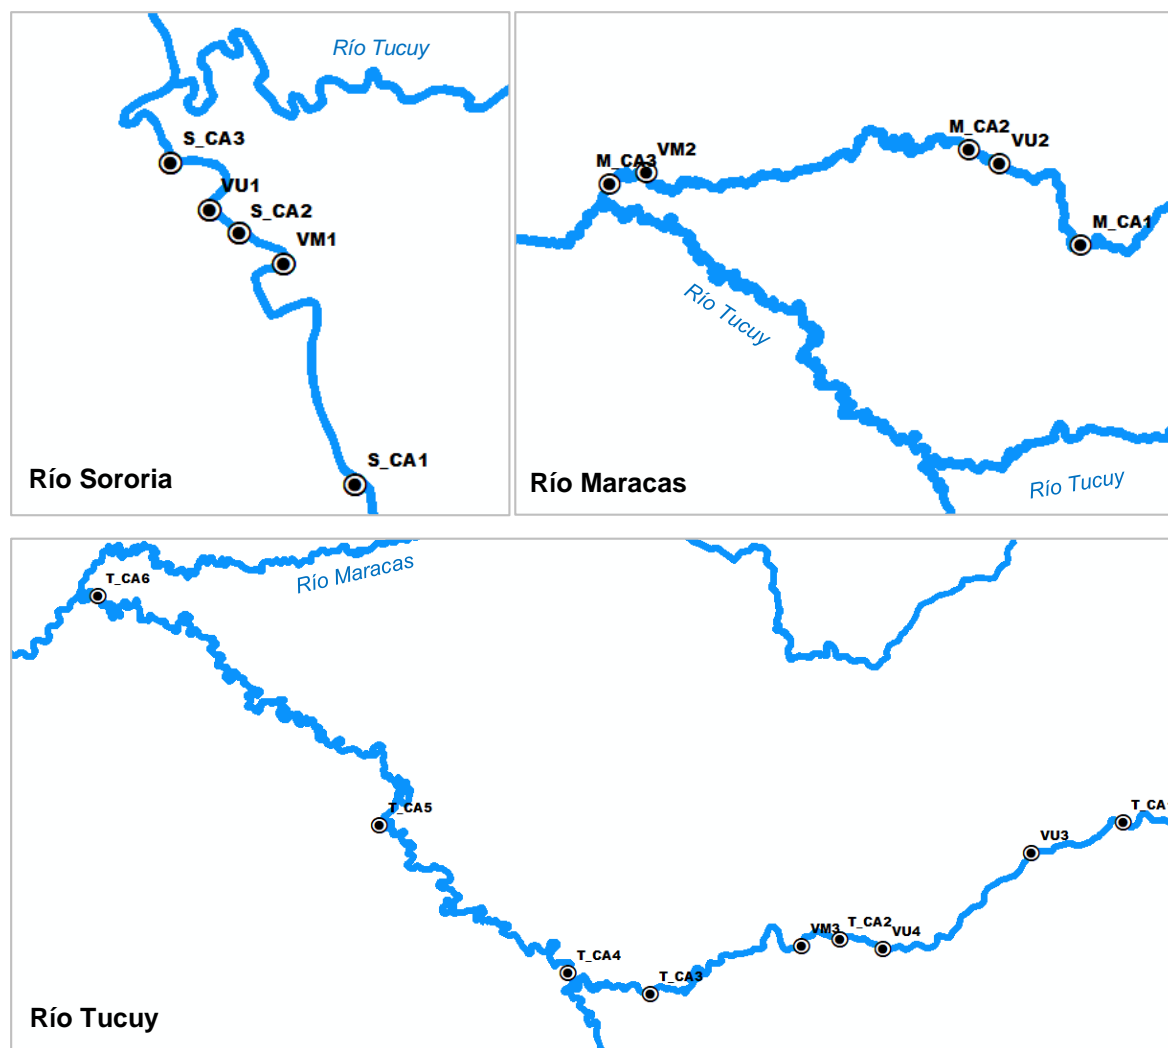 Río Tucuy
S_CA3
VU1
S_CA2
VM1
S_CA1
Río Sororia
M_CA2
VU2
VM2
M_CA3
M_CA1
Río Tucuy
Río Tucuy
Río Maracas
Río Maracas
T_CA6
T_CA5
T_CA
VU3
T_CA2
VM3
VU4
T_CA4
T_CA3
Río Tucuy